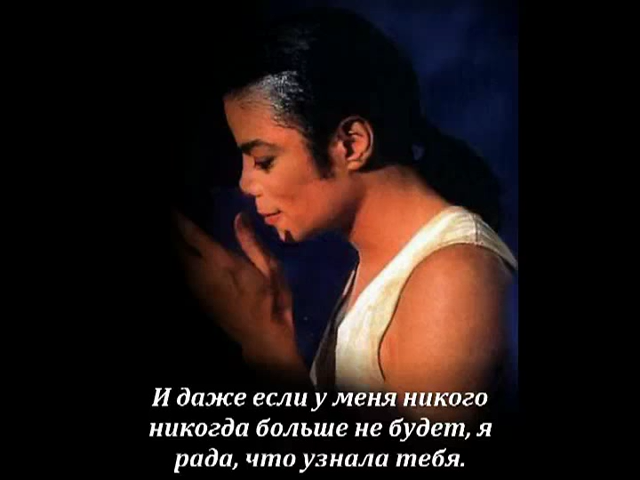 И даже если у меня никого
никогда больше не будет, я
рада, что узнала тебя.